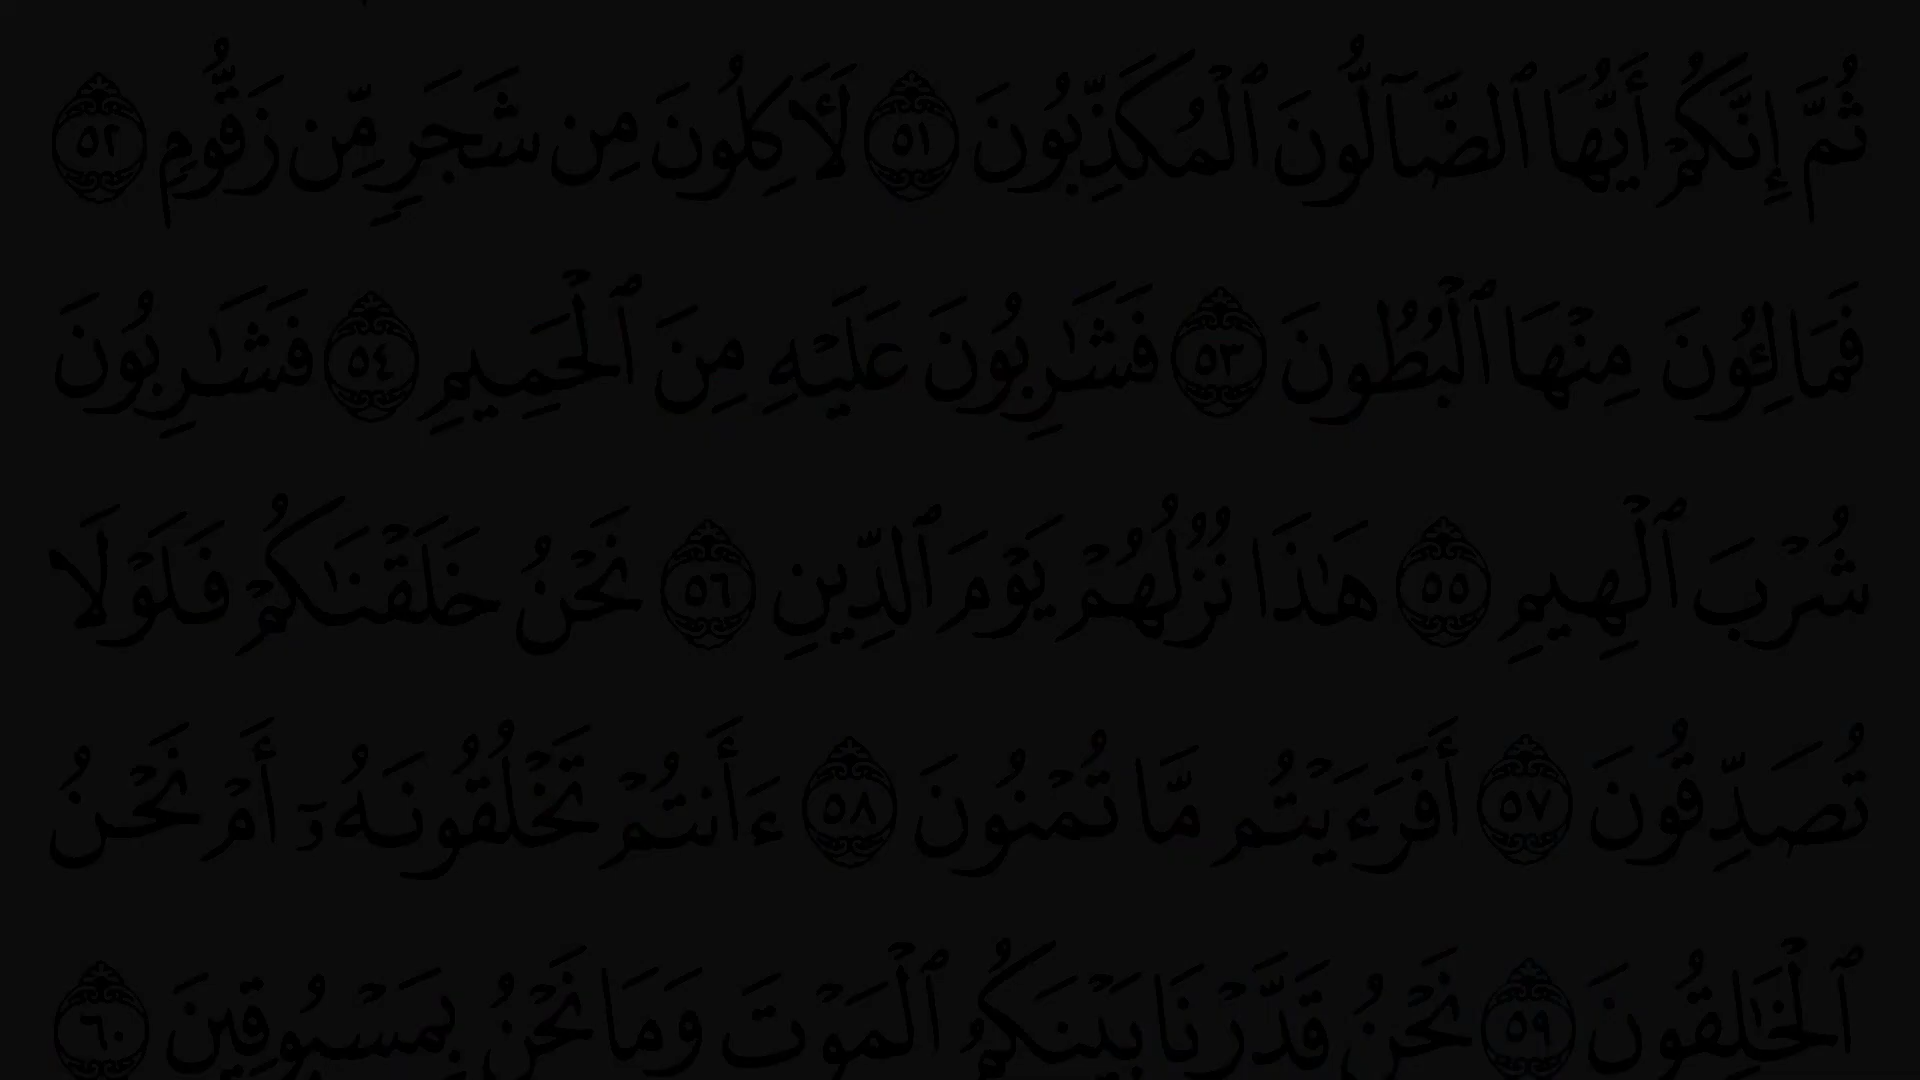 ثُمَّ إِنَّكُمْ أَيُّهَا ٱلضَّآلُّونَ ٱلْمُكَذِّبُونَ ٥١ لَأَكِلُونَ مِن شَجَرٍ مِّن زَقُّومٍ ٥٢
فَمَالِـُٔونَ مِنْهَا ٱلْبُطُونَ ٥٣ فَشَـٰرِبُونَ عَلَيْهِ مِنَ ٱلْحَمِيمِ ٥٤ فَشَـٰرِبُونَ
شُرْبَ ٱلْهِيمِ ٥٥ هَـٰذَا نُزُلُهُمْ يَوْمَ ٱلدِّينِ ٥٦ نَحْنُ خَلَقْنَـٰكُمْ فَلَوْلَا
تُصَدِّقُونَ ٥٧ أَفَرَءَيْتُم مَّا تُمْنُونَ ٥٨ ءَأَنتُمْ تَخْلُقُونَهُۥٓ أَمْ نَحْنُ
ٱلْخَـٰلِقُونَ ٥٩ نَحْنُ قَدَّرْنَا بَيْنَكُمُ ٱلْمَوْتَ وَمَا نَحْنُ بِمَسْبُوقِينَ ٦٠